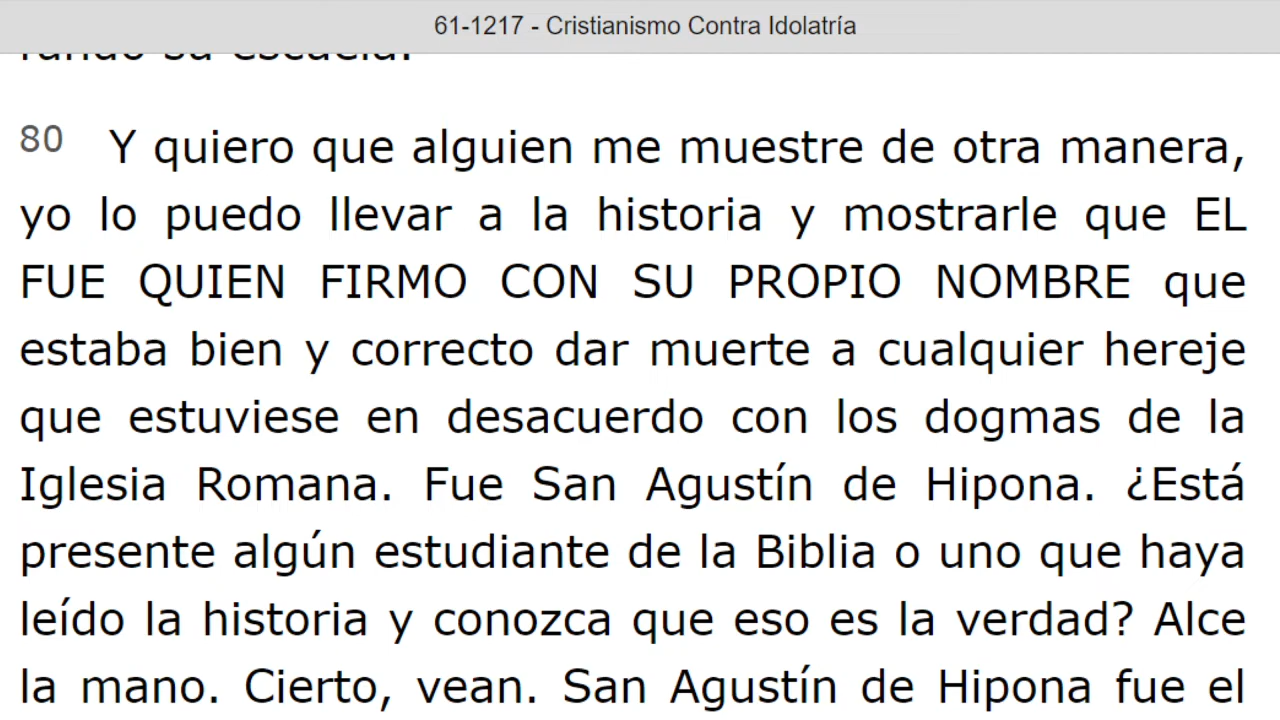 61-1217 - Cristianismo Contra Idolatría
fundó su escuela.
80 Y quiero que alguien me muestre de otra manera,
yo lo puedo llevar a la historia y mostrarle que EL
FUE QUIEN FIRMO CON SU PROPIO NOMBRE que
estaba bien y correcto dar muerte a cualquier hereje
que estuviese en desacuerdo con los dogmas de la
Iglesia Romana. Fue San Agustín de Hipona. ¿Está
presente algún estudiante de la Biblia o uno que haya
leído la historia y conozca que eso es la verdad? Alce
la mano. Cierto, vean. San Agustín de Hipona fue el